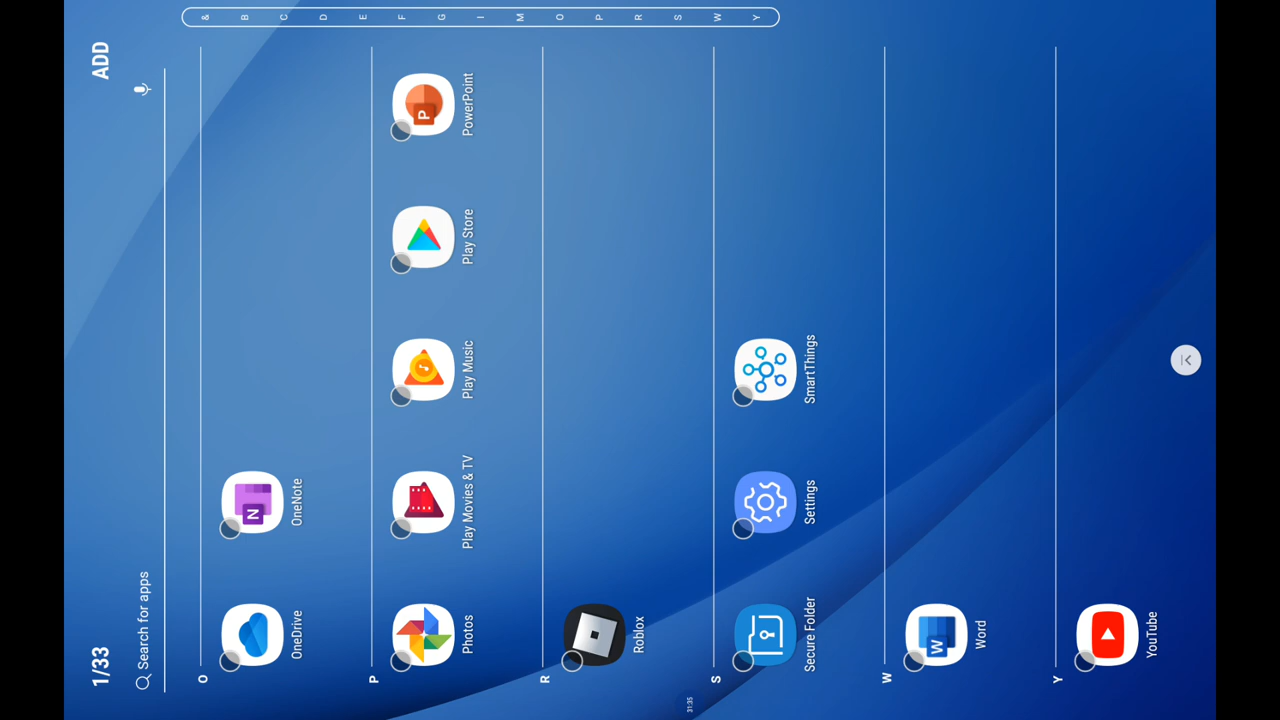 1/33 ADD
Search for apps
O
N
OneDrive OneNote
P
P
Photos Play Movies & TV Play Music Play Store PowerPoint
R
Roblox
S
Secure Folder Settings SmartThings
W
W
Word
Y
YouTube
&
B
C
D
E
F
G
I
M
O
P
R
S
W
Y